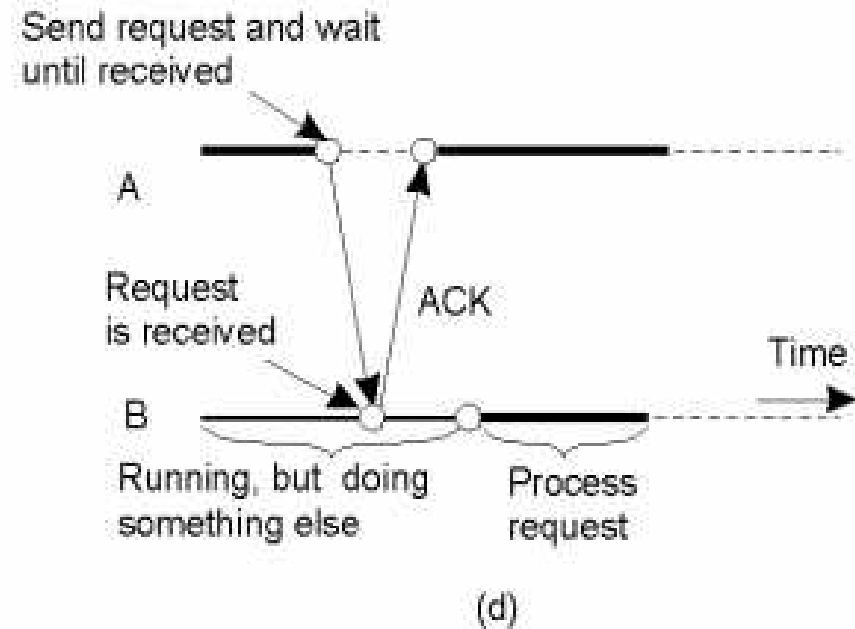 Send request and wait
until received
A
Request
is received
ACK
Time
B
Running, but doing
something else
Process
request
(d)